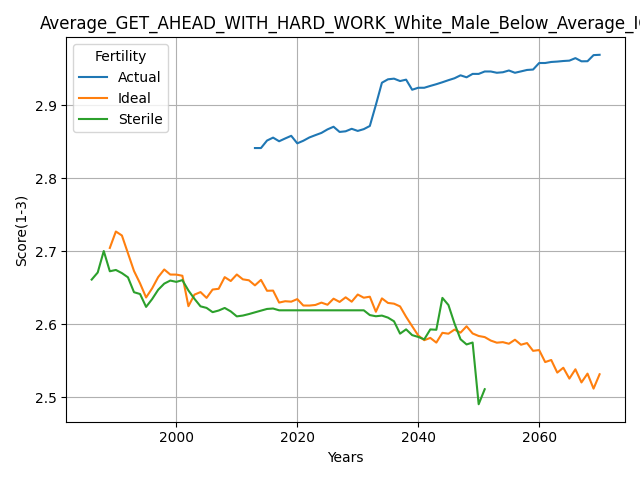 Average_GET_AHEAD_WITH_HARD_WORK_White_Male_Below_Average_I
Fertility
Actual
Ideal
Sterile
Score(1-3)
2.9
2.8
2.7
2.6
2.5
2000
2020
2040
2060
Years